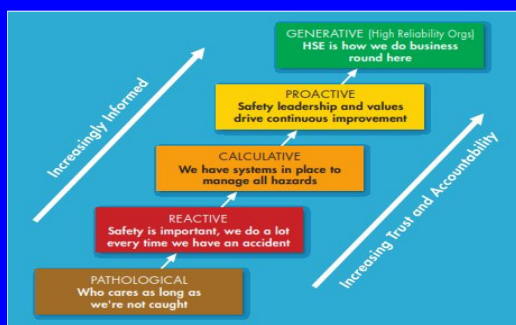 GENERATIVE (High Reliability Orgs)
HSE is how we do business
round here
PROACTIVE
Safety leadership and values
drive continuous improvement
CALCULATIVE
We have systems in place to
manage all hazards
REACTIVE
Safety is important, we do a lot
every time we have an accident
PATHOLOGICAL
Who cares as long as
we're not caught
Increasingly Informed
Increasing Trust and Accountability